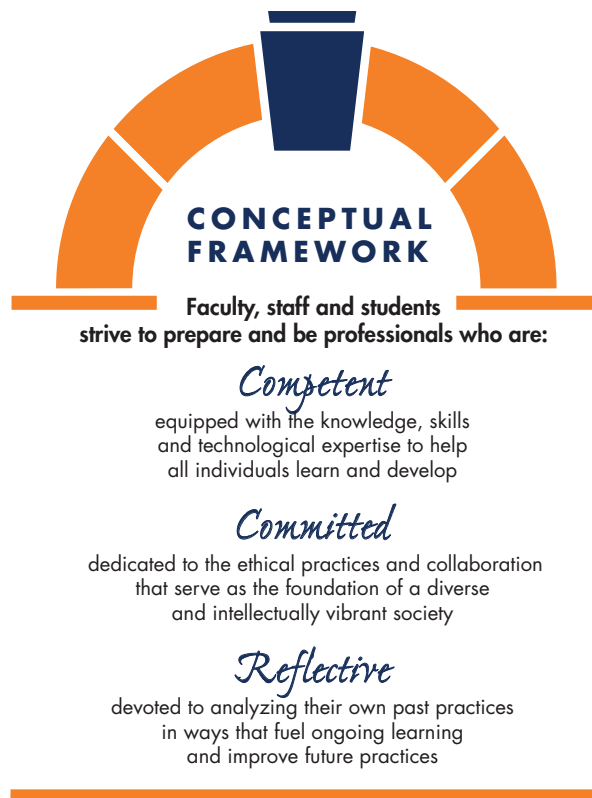 CONCEPTUAL
FRAMEWORK
Faculty, staff and students
strive to prepare and be professionals who are:
Competent
equipped with the knowledge, skills
and technological expertise to help
all individuals learn and develop
Committed
dedicated to the ethical practices and collaboration
that serve as the foundation of a diverse
and intellectually vibrant society
Reflective
devoted to analyzing their own past practices
in ways that fuel ongoing learning
and improve future practices